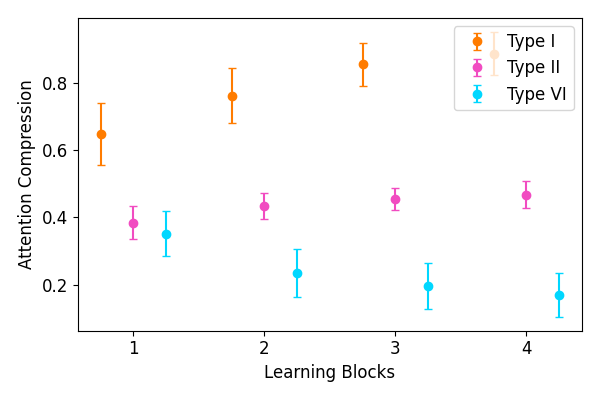 Type I
Type II
Type VI
Attention Compression
0.8
0.6
0.4
0.2
1 2 3 4
Learning Blocks